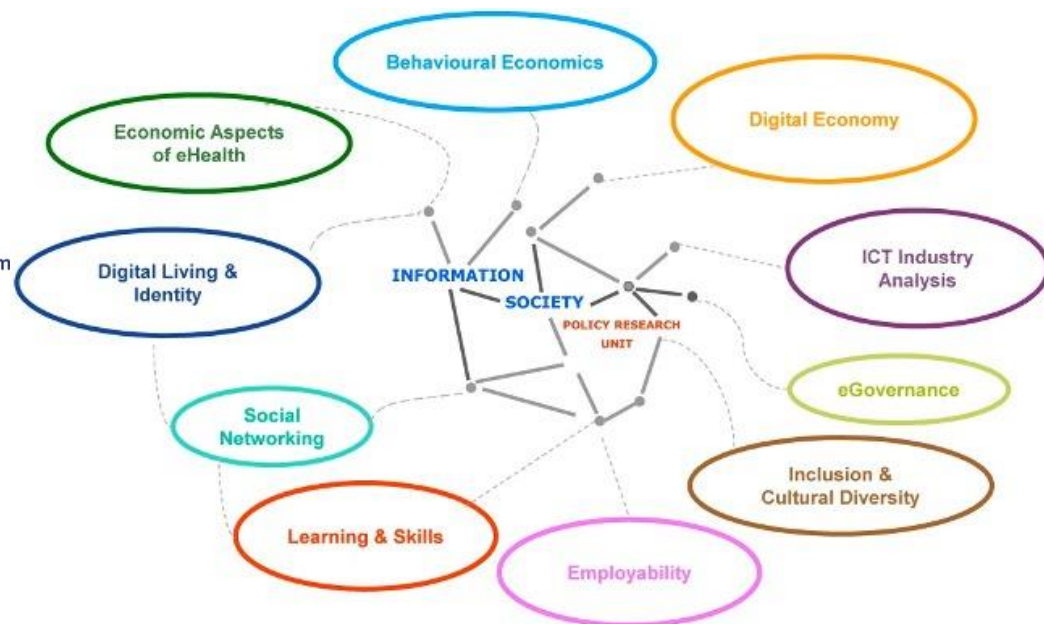 Behavioural Economics
Economic Aspects
of eHealth
Digital Economy
m
Digital Living &
Identity
INFORMATION
SOCIETY
POLICY RESEARCH
UNIT
ICT Industry
Analysis
eGovernance
Social
Networking
Inclusion &
Cultural Diversity
Learning & Skills
Employability